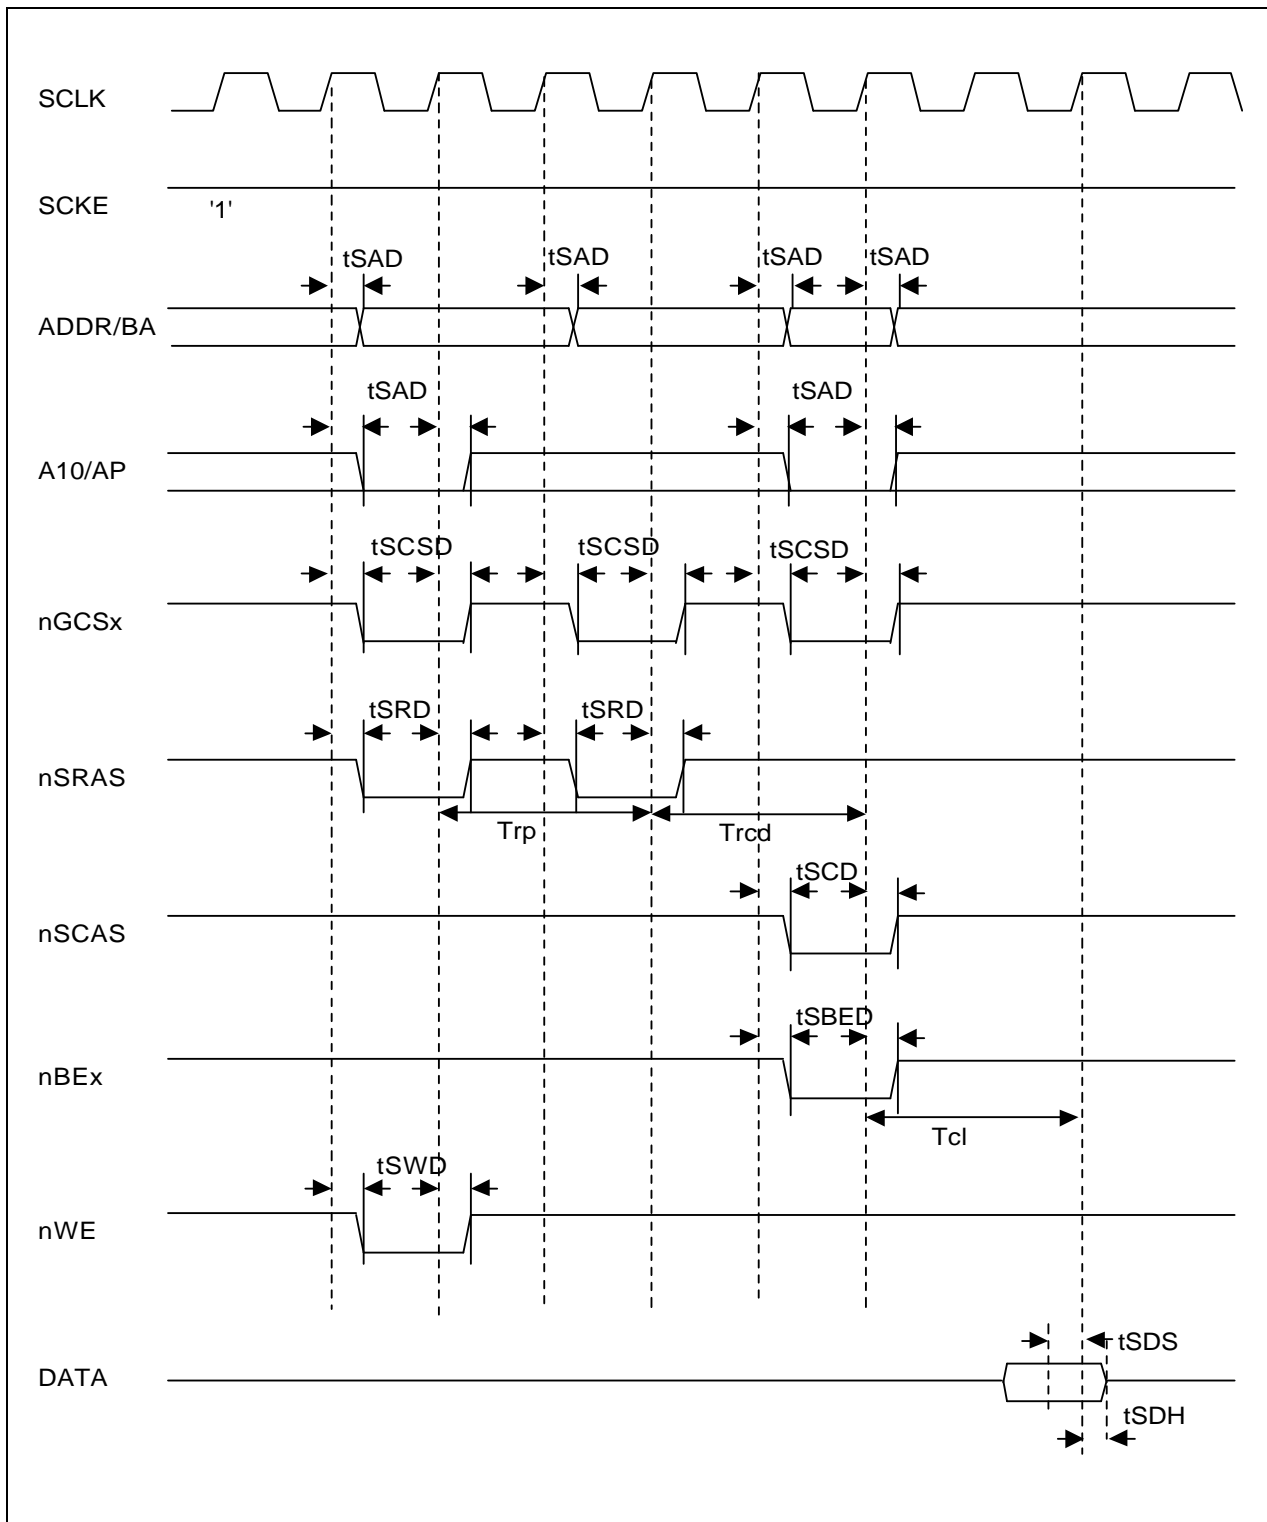 SCLK
SCKE
'1'
tSAD tSAD tSAD tSAD
ADDR/BA
tSAD tSAD
A10/AP
tSCSD tSCSD tSCSD
nGCSx
tSRD tSRD
nSRAS
Trp Trcd
tSCD
nSCAS
tSBED
nBEx
Tcl
tSWD
nWE
tSDS
DATA
tSDH